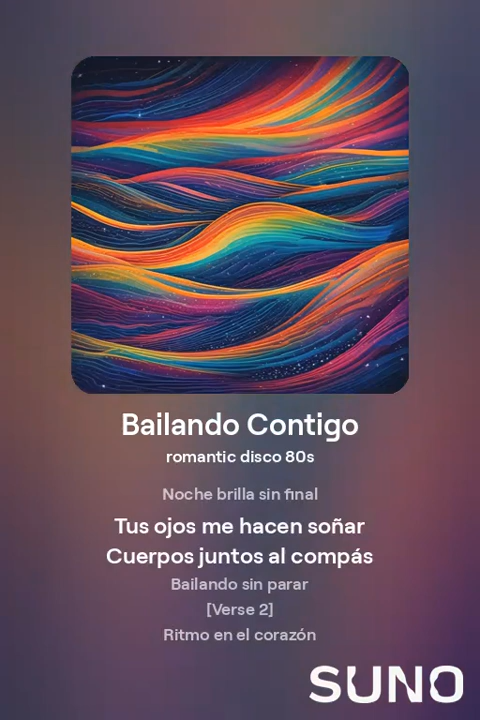 Bailando Contigo
romantic disco 80s
Noche brilla sin final
Tus ojos me hacen soñar
Cuerpos juntos al compás
Bailando sin parar
[Verse 2]
Ritmo en el corazón
SUNO